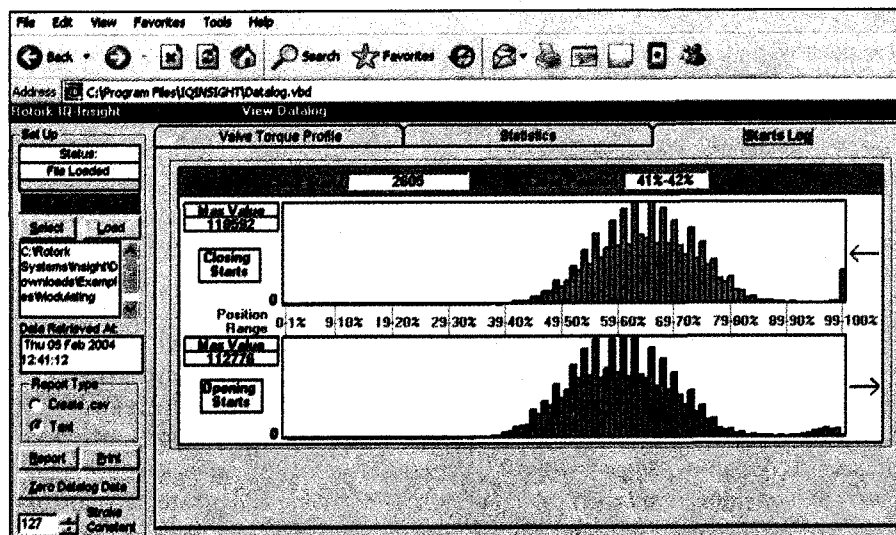 File Edit View Favorites Tools Help
Back Search Favorites
Address C:\Program Files\IQINSIGHT\Datalog.vbd
Rotork IQ-Insight View Datalog
Set Up
Status:
File Loaded
Select Load
C:\Rotork
Systems\Insight\D
ownloads\Exampl
es\Modulating
Date Retrieved At:
Thu 05 Feb 2004
12:41:12
Report Type
Create .csv
Text
Report Print
Zero Datalog Data
127 Stroke
Constant
Valve Torque Profile Statistics Starts Log
2605 41%-42%
Max Value
Closing
Starts
0
Position
Range
0-1% 9-10% 19-20% 29-30% 39-40% 49-50% 59-60% 69-70% 79-80% 89-90% 99-100%
Max Value
112778
Opening
Starts
0